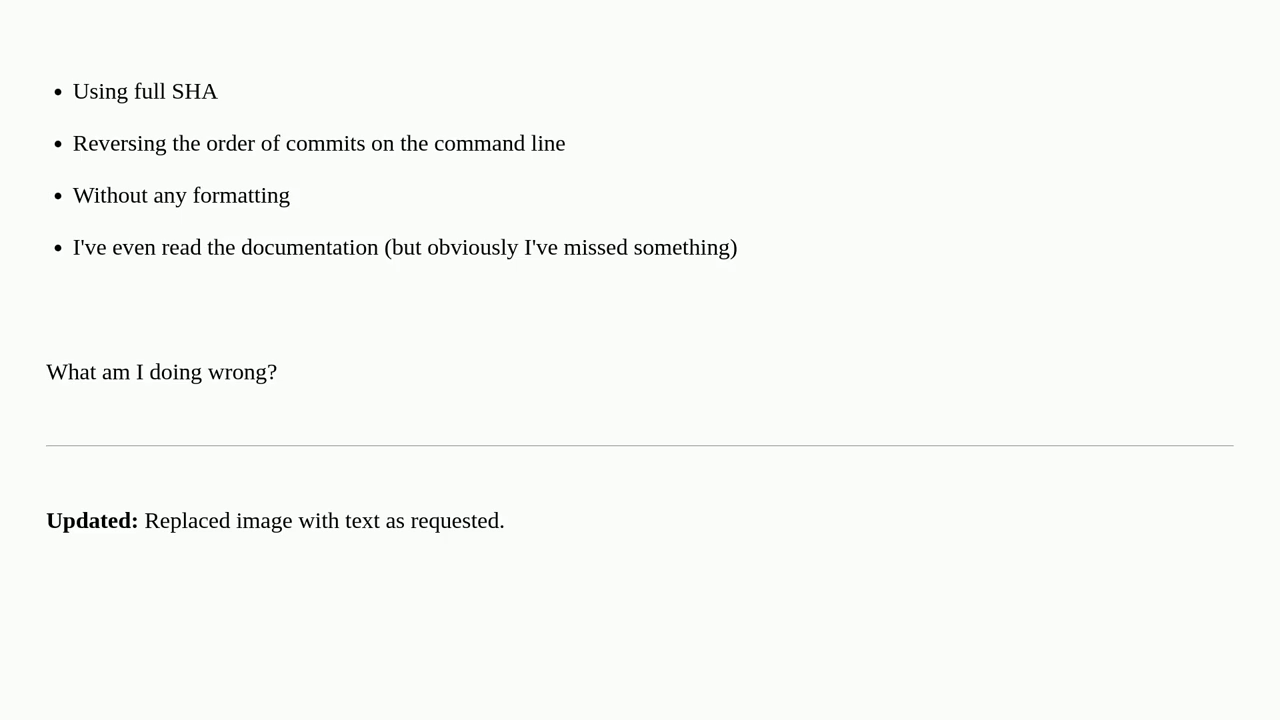 • Using full SHA
• Reversing the order of commits on the command line
• Without any formatting
• I've even read the documentation (but obviously I've missed something)
What am I doing wrong?
Updated: Replaced image with text as requested.